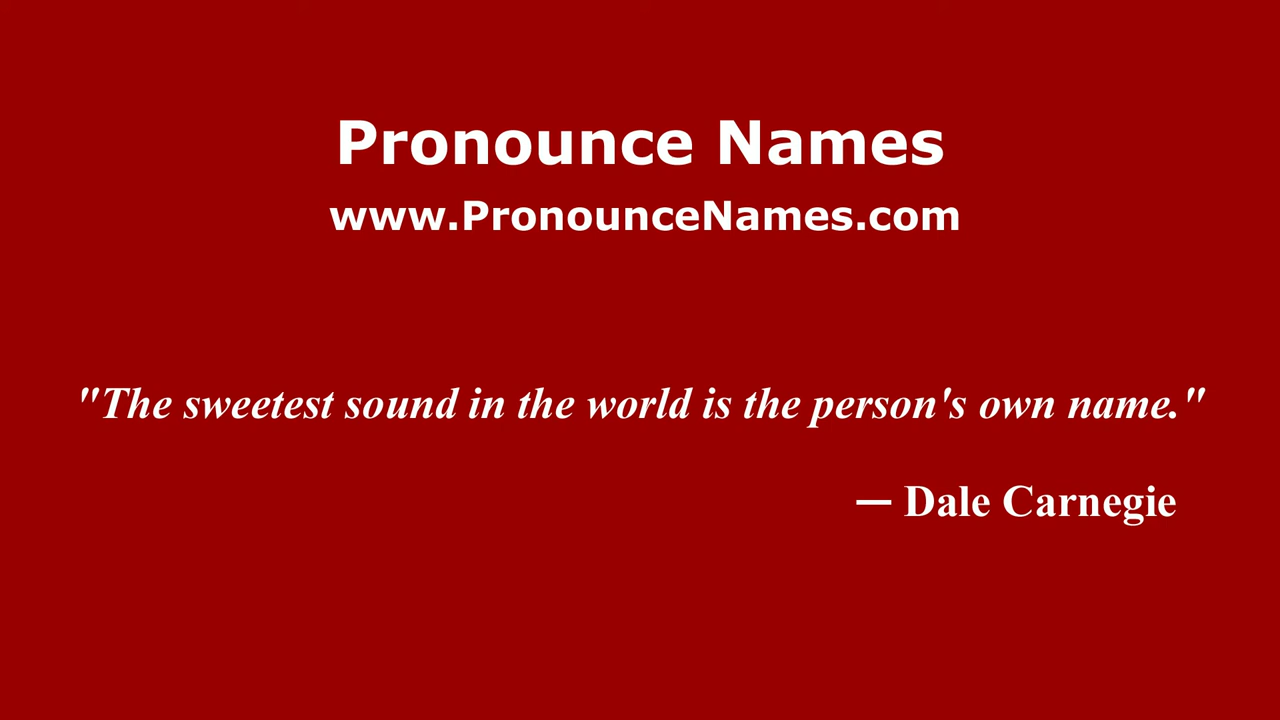 Pronounce Names
www.PronounceNames.com
"The sweetest sound in the world is the person's own name."
— Dale Carnegie